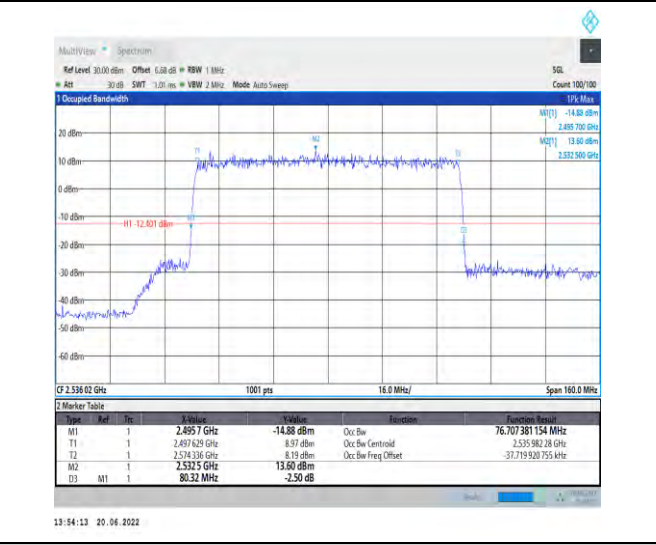 MultiView Spectrum
Ref Level 30.00 dBm Offset 6.68 dB RBW 1 MHz SGL
Att 30 dB SWT 1.01 ms VBW 2 MHz Mode Auto Sweep Count 100/100
1 Occupied Bandwidth 1Pk Max
M1[1] -14.88 dBm
2.495 700 GHz
M2[1] 13.60 dBm
2.532 500 GHz
20 dBm
M2
T1
T2
10 dBm
0 dBm
-10 dBm
H1 -12.401 dBm
M1
D3
-20 dBm
-30 dBm
-40 dBm
-50 dBm
-60 dBm
CF 2.536 02 GHz 1001 pts 16.0 MHz/ Span 160.0 MHz
2 Marker Table
Type Ref Trc X-Value Y-Value Function Function Result
M1 1 2.495 7 GHz -14.88 dBm Occ Bw 76.707 381 154 MHz
T1 1 2.497 629 GHz 8.97 dBm Occ Bw Centroid 2.535 982 28 GHz
T2 1 2.574 336 GHz 8.19 dBm Occ Bw Freq Offset -37.719 920 755 kHz
M2 1 2.532 5 GHz 13.60 dBm
D3 M1 1 80.32 MHz -2.50 dB
13:54:13 20.06.2022